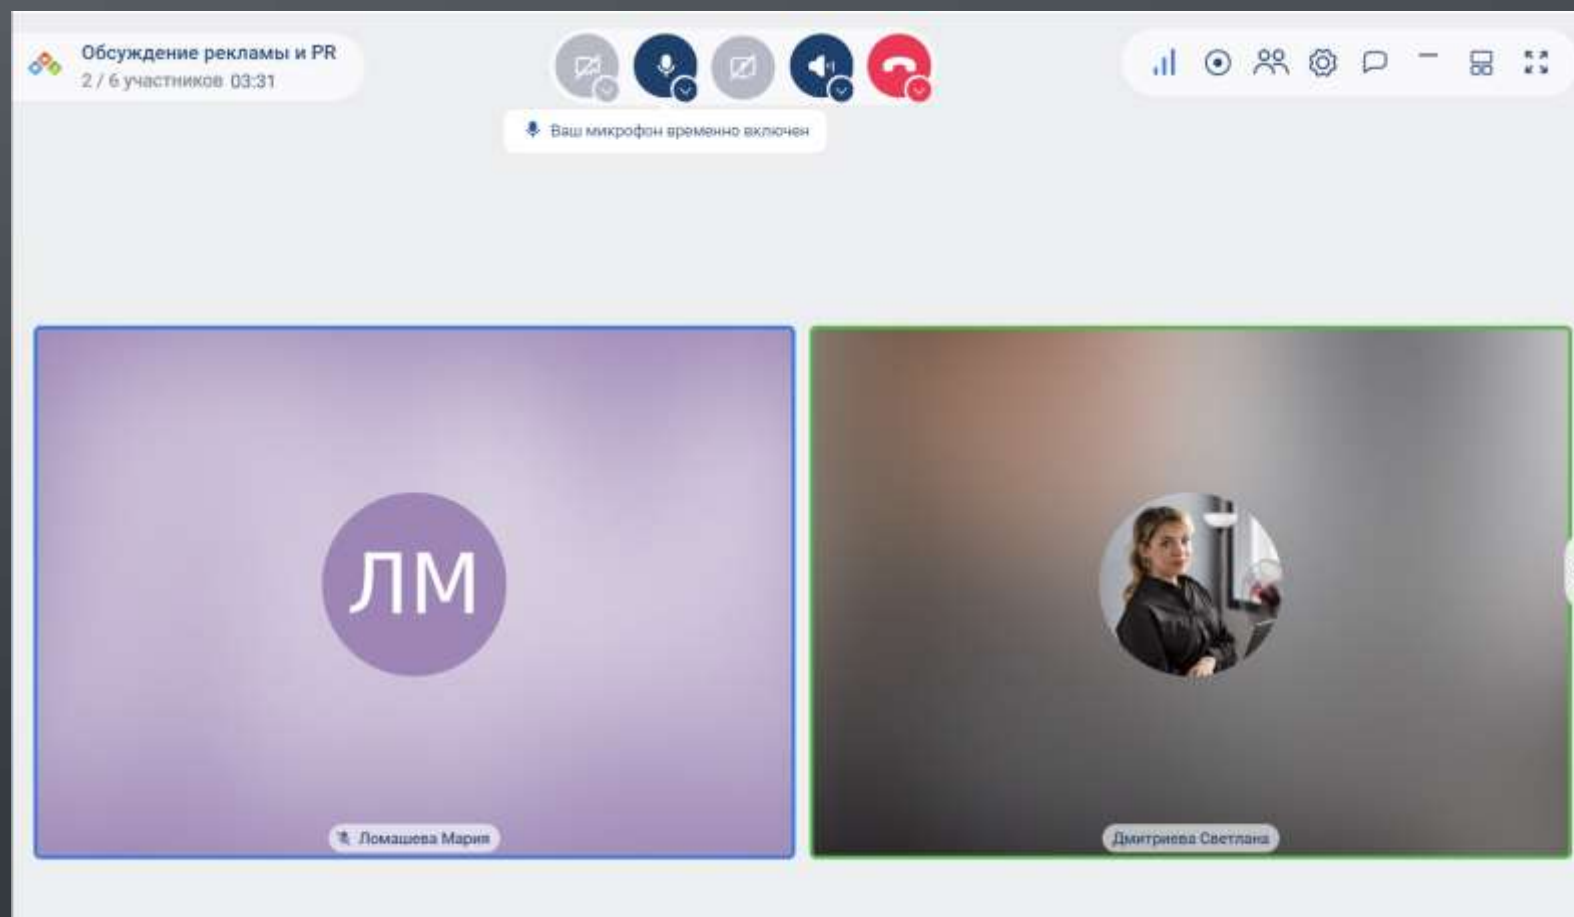 Обсуждение рекламы и PR
2 / 6 участников 03:31
Ваш микрофон временно включен
ЛМ
Ломашева Мария
Дмитриева Светлана